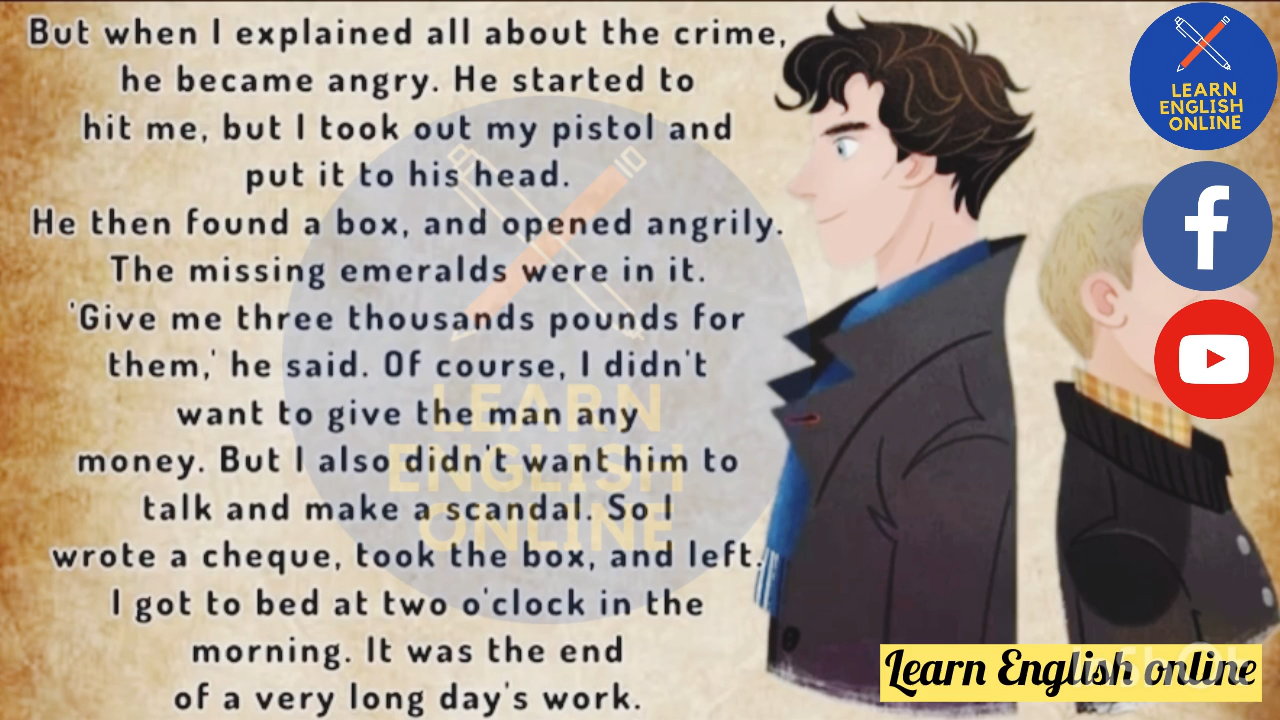 But when I explained all about the crime,
he became angry. He started to
hit me, but I took out my pistol and
put it to his head.
He then found a box, and opened angrily.
The missing emeralds were in it.
'Give me three thousands pounds for
them,' he said. Of course, I didn't
want to give the man any
money. But I also didn't want him to
talk and make a scandal. So I
wrote a cheque, took the box, and left.
I got to bed at two o'clock in the
morning. It was the end
of a very long day's work.
LEARN
ENGLISH
ONLINE
LEARN
ENGLISH
ONLINE
Learn English online